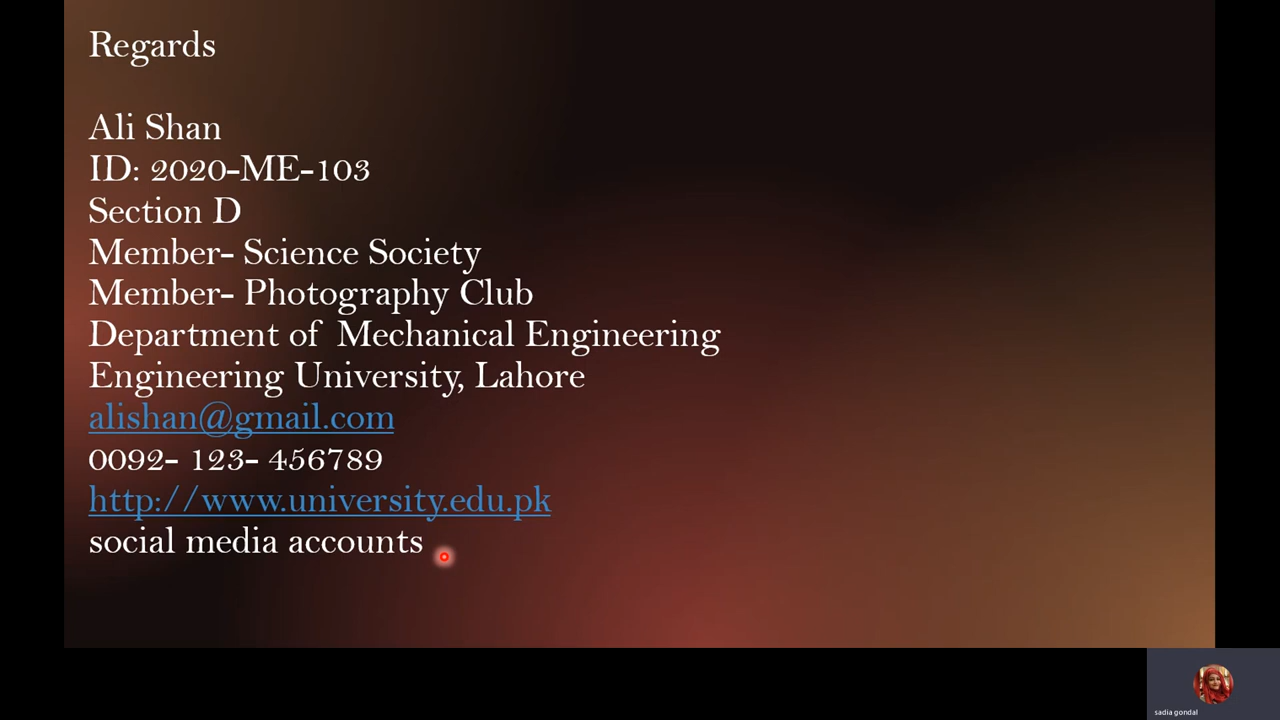 Regards
Ali Shan
ID: 2020-ME-103
Section D
Member- Science Society
Member- Photography Club
Department of Mechanical Engineering
Engineering University, Lahore
alishan@gmail.com
0092- 123- 456789
http://www.university.edu.pk
social media accounts
sadia gondal